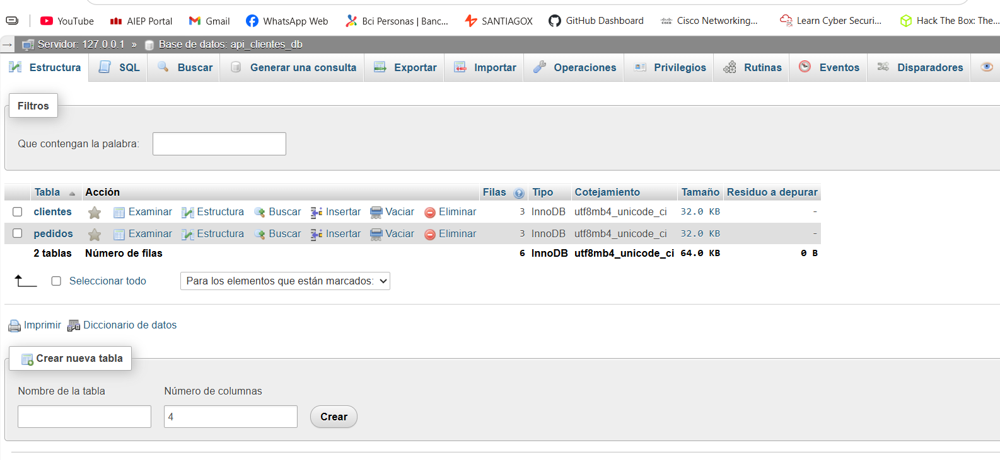 YouTube AIEP Portal Gmail WhatsApp Web Bci Personas | Banc... SANTIAGOX GitHub Dashboard Cisco Networking... Learn Cyber Securi... Hack The Box: The...
Servidor: 127.0.0.1 » Base de datos: api_clientes_db
Estructura SQL Buscar Generar una consulta Exportar Importar Operaciones Privilegios Rutinas Eventos Disparadores
Filtros
Que contengan la palabra:
Tabla Acción Filas Tipo Cotejamiento Tamaño Residuo a depurar
clientes Examinar Estructura Buscar Insertar Vaciar Eliminar 3 InnoDB utf8mb4_unicode_ci 32.0 KB -
pedidos Examinar Estructura Buscar Insertar Vaciar Eliminar 3 InnoDB utf8mb4_unicode_ci 32.0 KB -
2 tablas Número de filas 6 InnoDB utf8mb4_unicode_ci 64.0 KB 0 B
Seleccionar todo Para los elementos que están marcados:
Imprimir Diccionario de datos
Crear nueva tabla
Nombre de la tabla Número de columnas
4 Crear